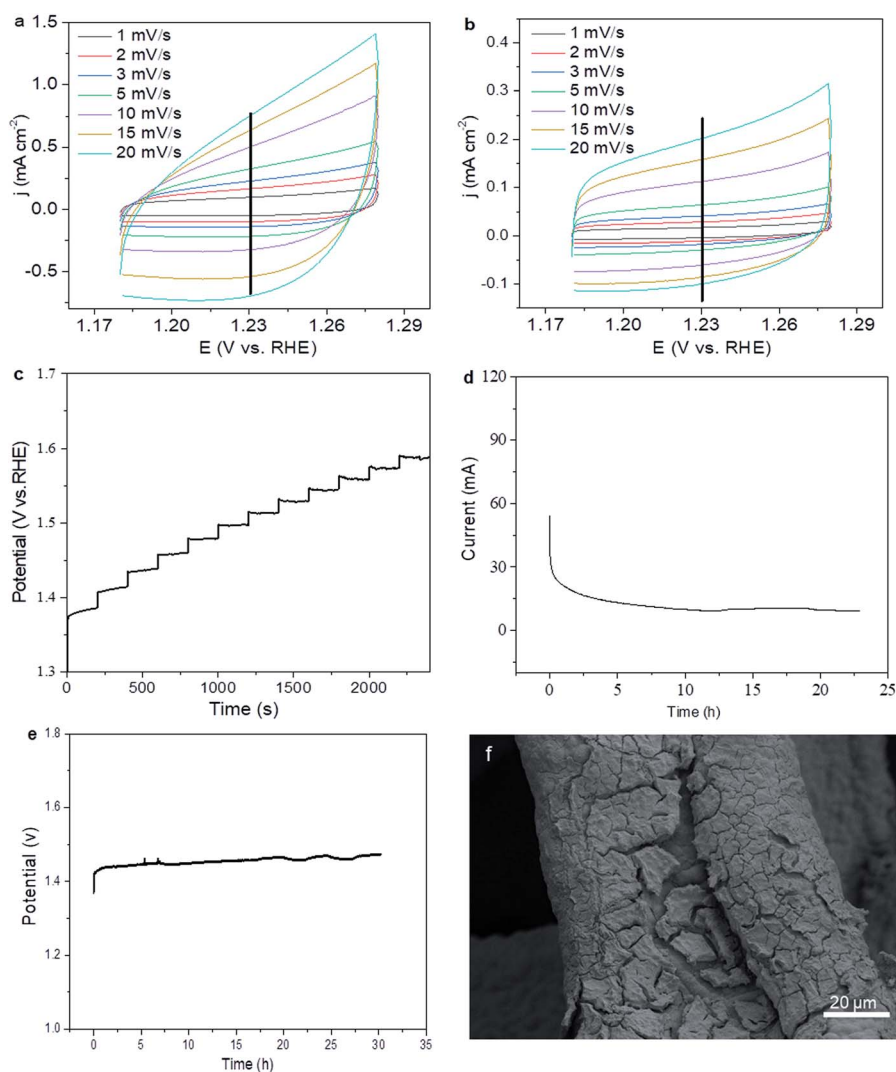 a
1.5
1.0
0.5
0.0
-0.5
j (mA cm⁻²)
1 mV/s
2 mV/s
3 mV/s
5 mV/s
10 mV/s
15 mV/s
20 mV/s
1.17 1.20 1.23 1.26 1.29
E (V vs. RHE)
b
0.4
0.3
0.2
0.1
0.0
-0.1
j (mA cm⁻²)
1 mV/s
2 mV/s
3 mV/s
5 mV/s
10 mV/s
15 mV/s
20 mV/s
1.17 1.20 1.23 1.26 1.29
E (V vs. RHE)
c
1.7
1.6
1.5
1.4
1.3
Potential (V vs.RHE)
0 500 1000 1500 2000
Time (s)
d
120
90
60
30
0
Current (mA)
0 5 10 15 20 25
Time (h)
e
1.8
1.6
1.4
1.2
1.0
Potential (v)
0 5 10 15 20 25 30 35
Time (h)
f
20 µm